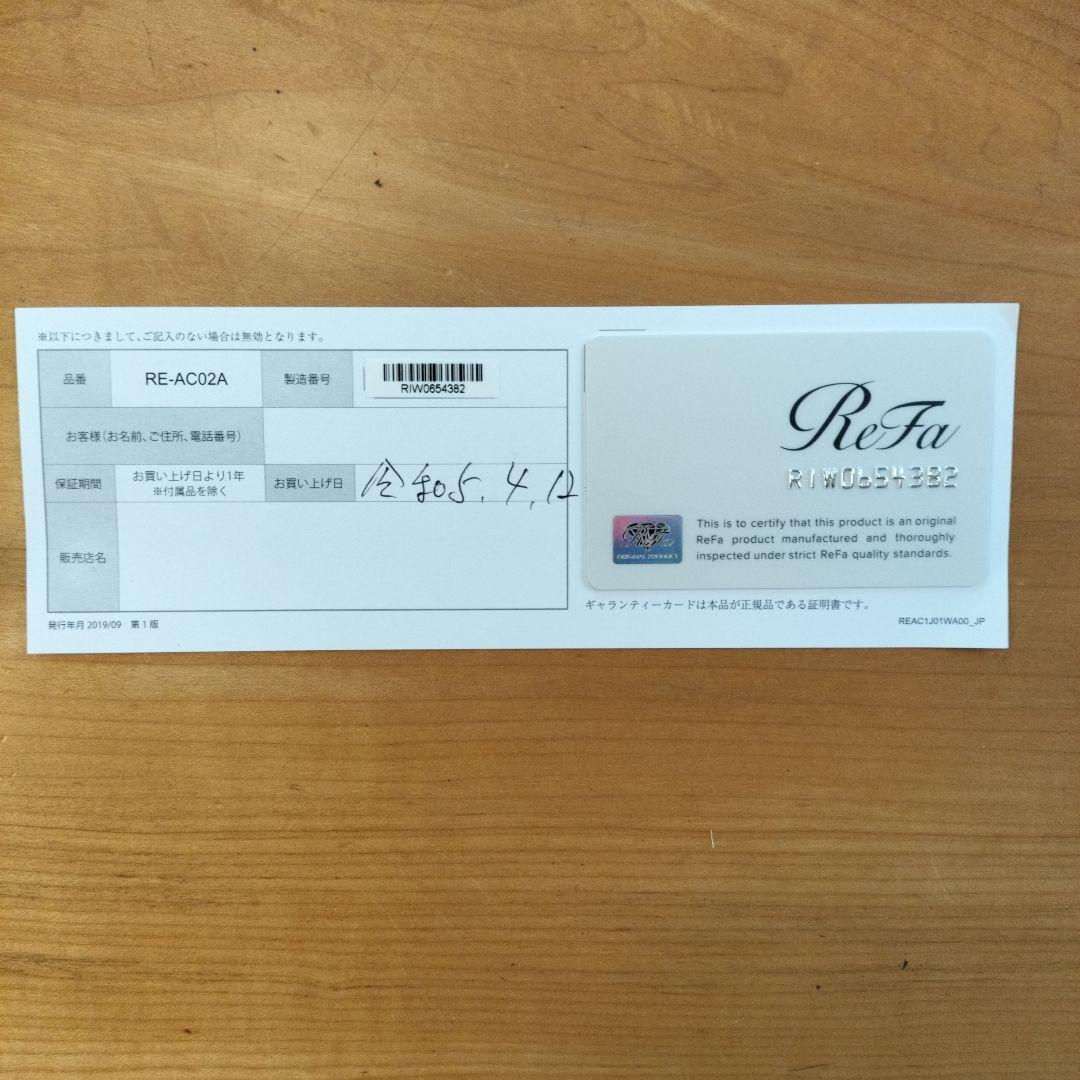 ※以下につきまして、ご記入のない場合は無効となります。
品番 RE-AC02A 製造番号 RIW0654382
お客様(お名前、ご住所、電話番号)
保証期間 お買い上げ日より1年
※付属品を除く
お買い上げ日 令和5.4.12
販売店名
発行年月 2019/09 第1版
ReFa
RIW0654382
ReFa
ORIGINAL PRODUCT
This is to certify that this product is an original
ReFa product manufactured and thoroughly
inspected under strict ReFa quality standards.
ギャランティーカードは本品が正規品である証明書です。
REAC1J01WA00_JP